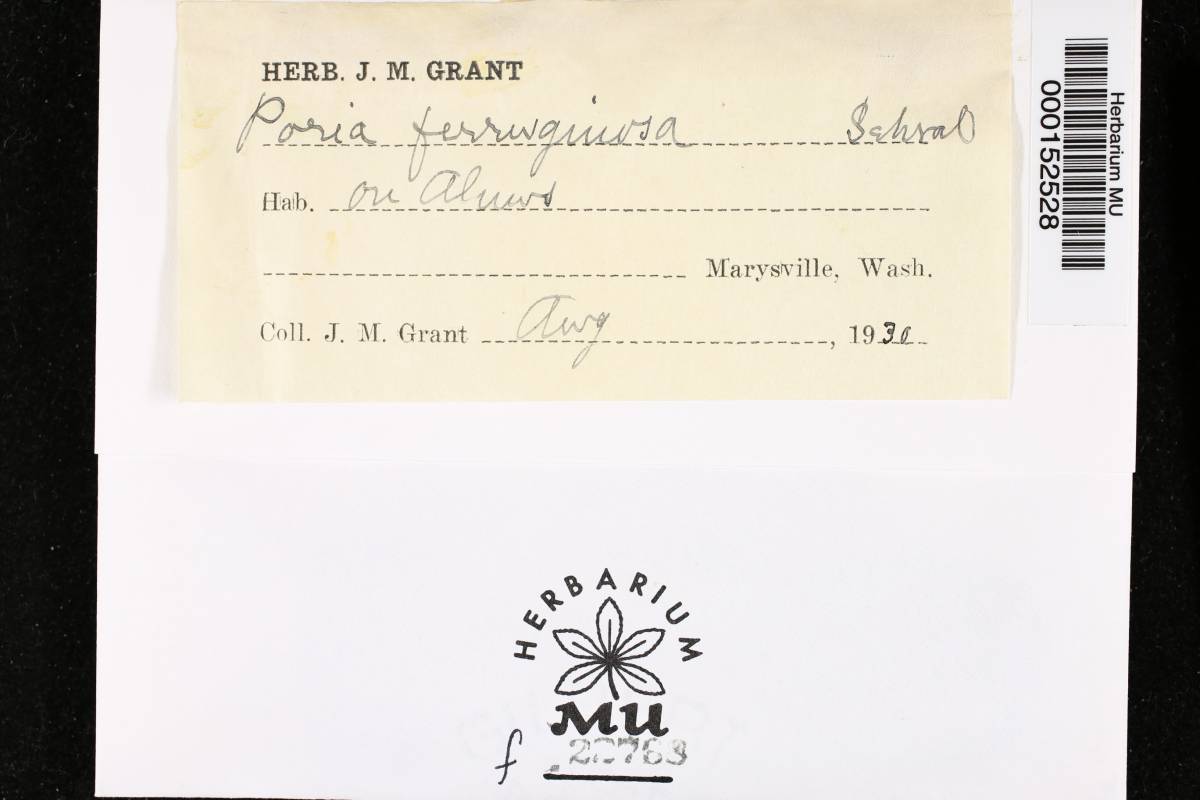 HERB. J. M. GRANT
Poria ferruginosa Schrad
Hab. on Alnus
Marysville, Wash.
Coll. J. M. Grant Aug, 1930
Herbarium MU
000152528
HERBARIUM
MU
f